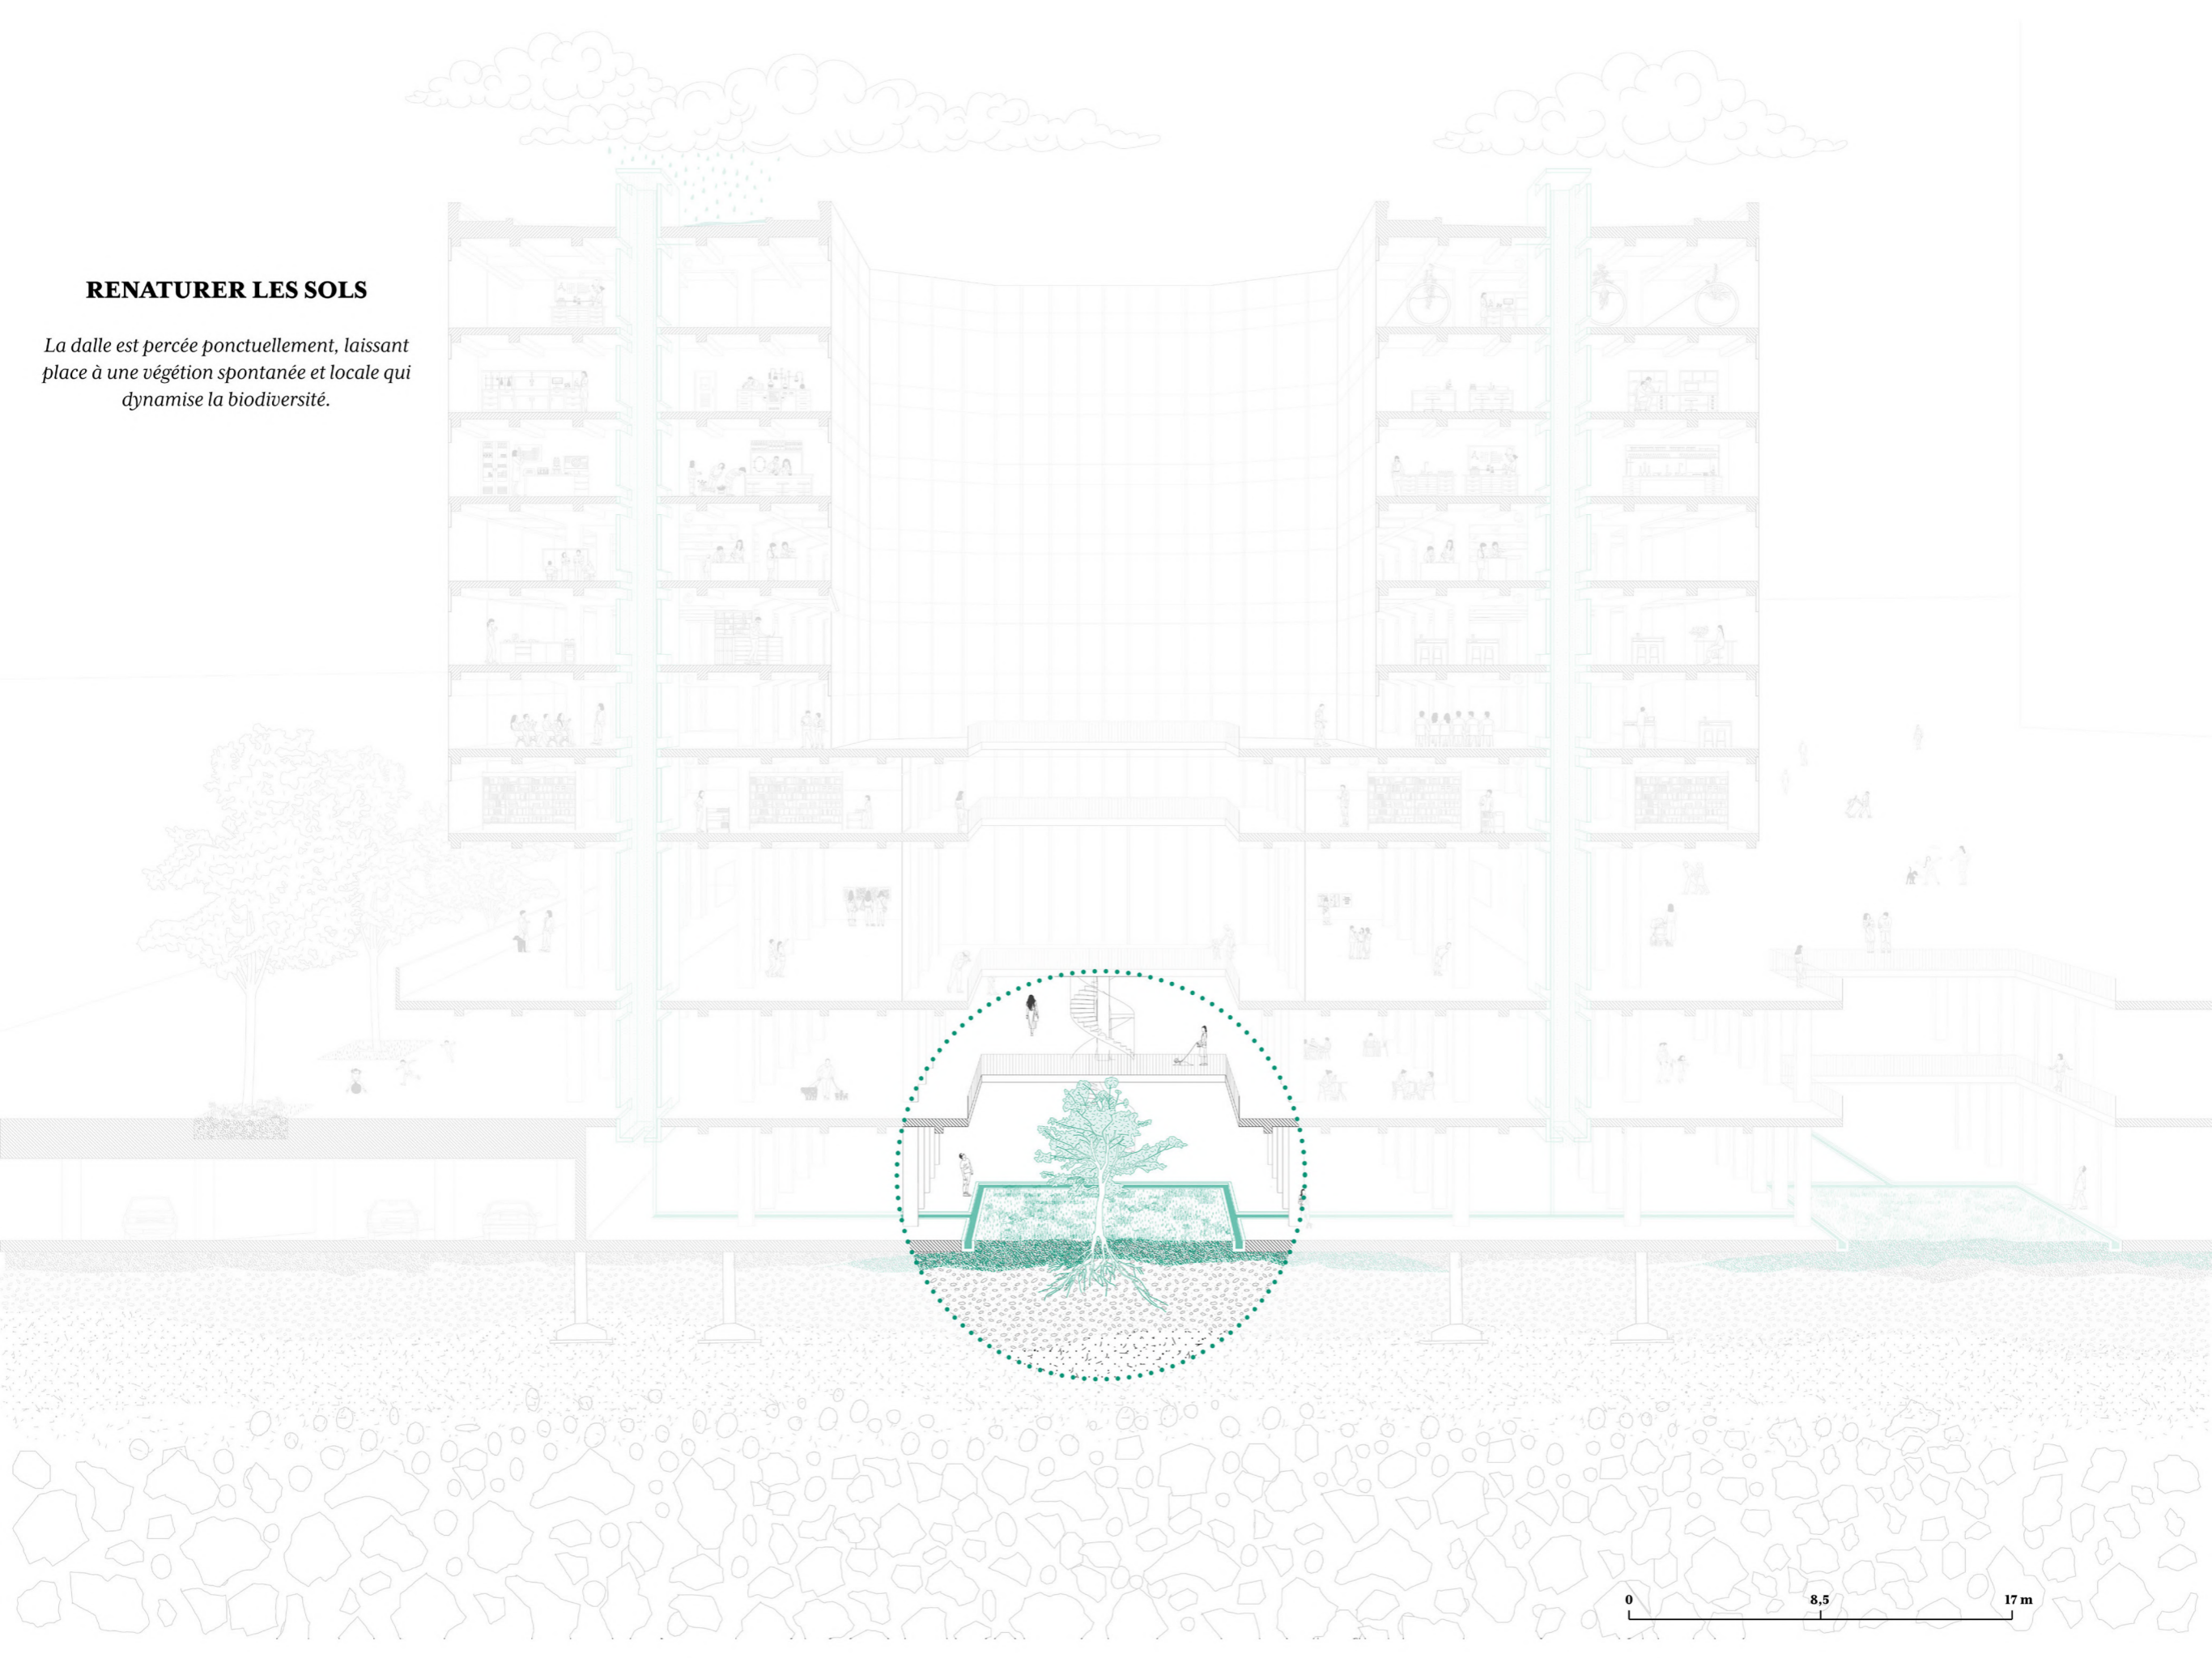 RENATURER LES SOLS
La dalle est percée ponctuellement, laissant
place à une végétion spontanée et locale qui
dynamise la biodiversité.
0 8,5 17 m